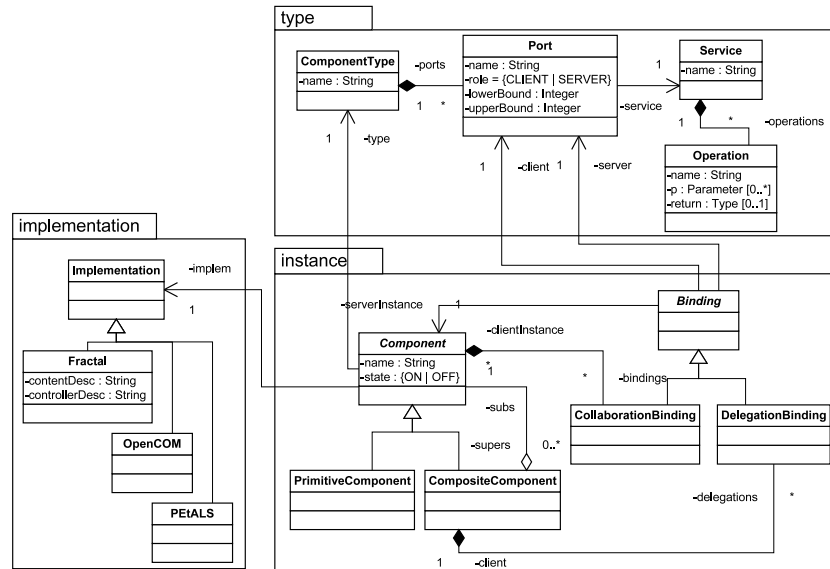 type
ComponentType
-name : String
-ports
1 *
Port
-name : String
-role = {CLIENT | SERVER}
-lowerBound : Integer
-upperBound : Integer
1
-service
Service
-name : String
1 * -operations
Operation
-name : String
-p : Parameter [0..*]
-return : Type [0..1]
1 -type
1 -client
1 -server
implementation
Implementation
-implem
1
Fractal
-contentDesc : String
-controllerDesc : String
OpenCOM
PEtALS
instance
-serverInstance 1
Binding
Component
-name : String
-state : {ON | OFF}
-clientInstance
*
1
-bindings
*
-subs
-supers 0..*
CollaborationBinding
DelegationBinding
PrimitiveComponent
CompositeComponent
-delegations *
1 -client